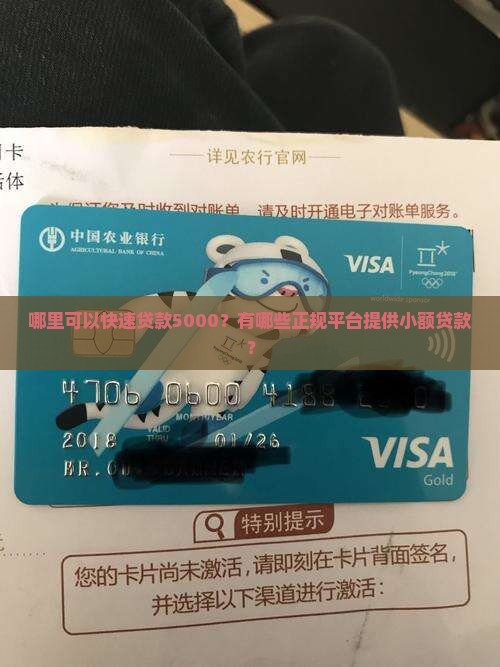 卡
体
详见农行官网
请及时开通电子对账单服务。
中国农业银行
AGRICULTURAL BANK OF CHINA
VISA
PyeongChang 2018
worldwide sponsor
哪里可以快速贷款5000？有哪些正规平台提供小额贷款
？
4706 0600 4188
MONTH/YEAR
VALID
THRU
2018 01/26
MR.
VISA
Gold
特别提示
您的卡片尚未激活，请即刻在卡片背面签名，
并选择以下渠道进行激活：